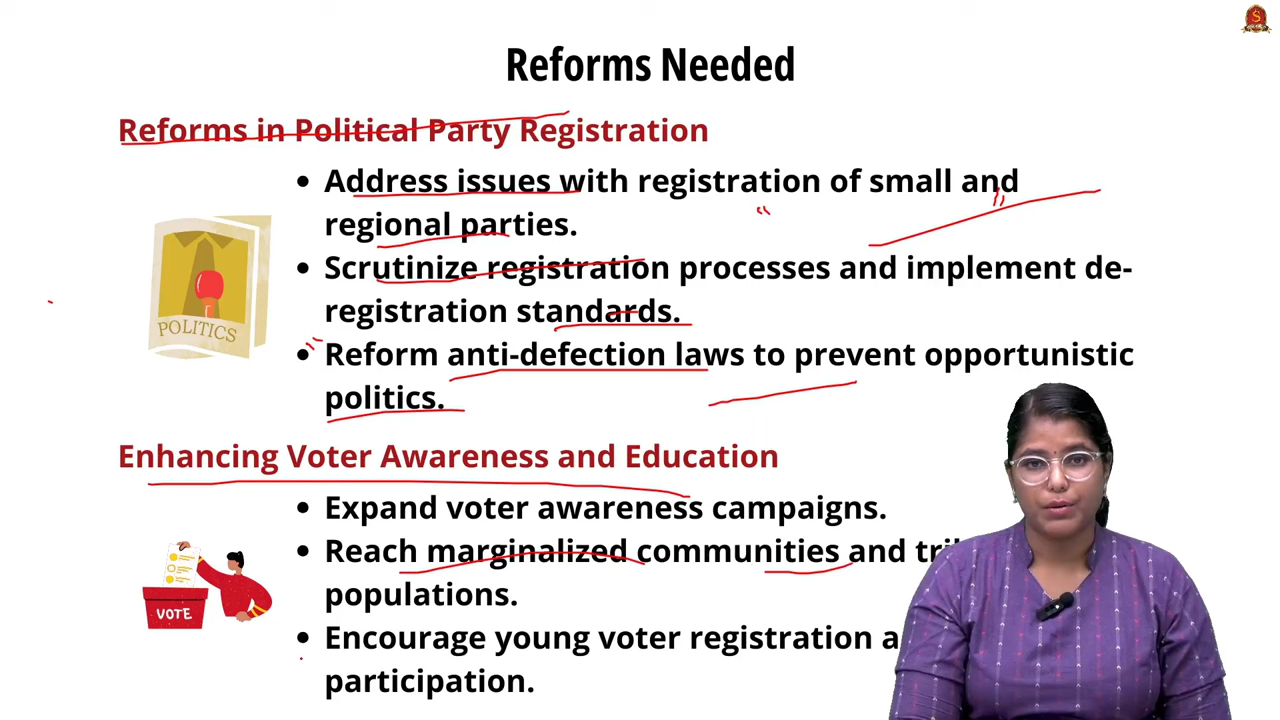 Reforms Needed
Reforms in Political Party Registration
• Address issues with registration of small and
regional parties.
• Scrutinize registration processes and implement de-
registration standards.
• Reform anti-defection laws to prevent opportunistic
politics.
POLITICS
Enhancing Voter Awareness and Education
• Expand voter awareness campaigns.
• Reach marginalized communities and
populations.
• Encourage young voter registration
participation.
VOTE
S